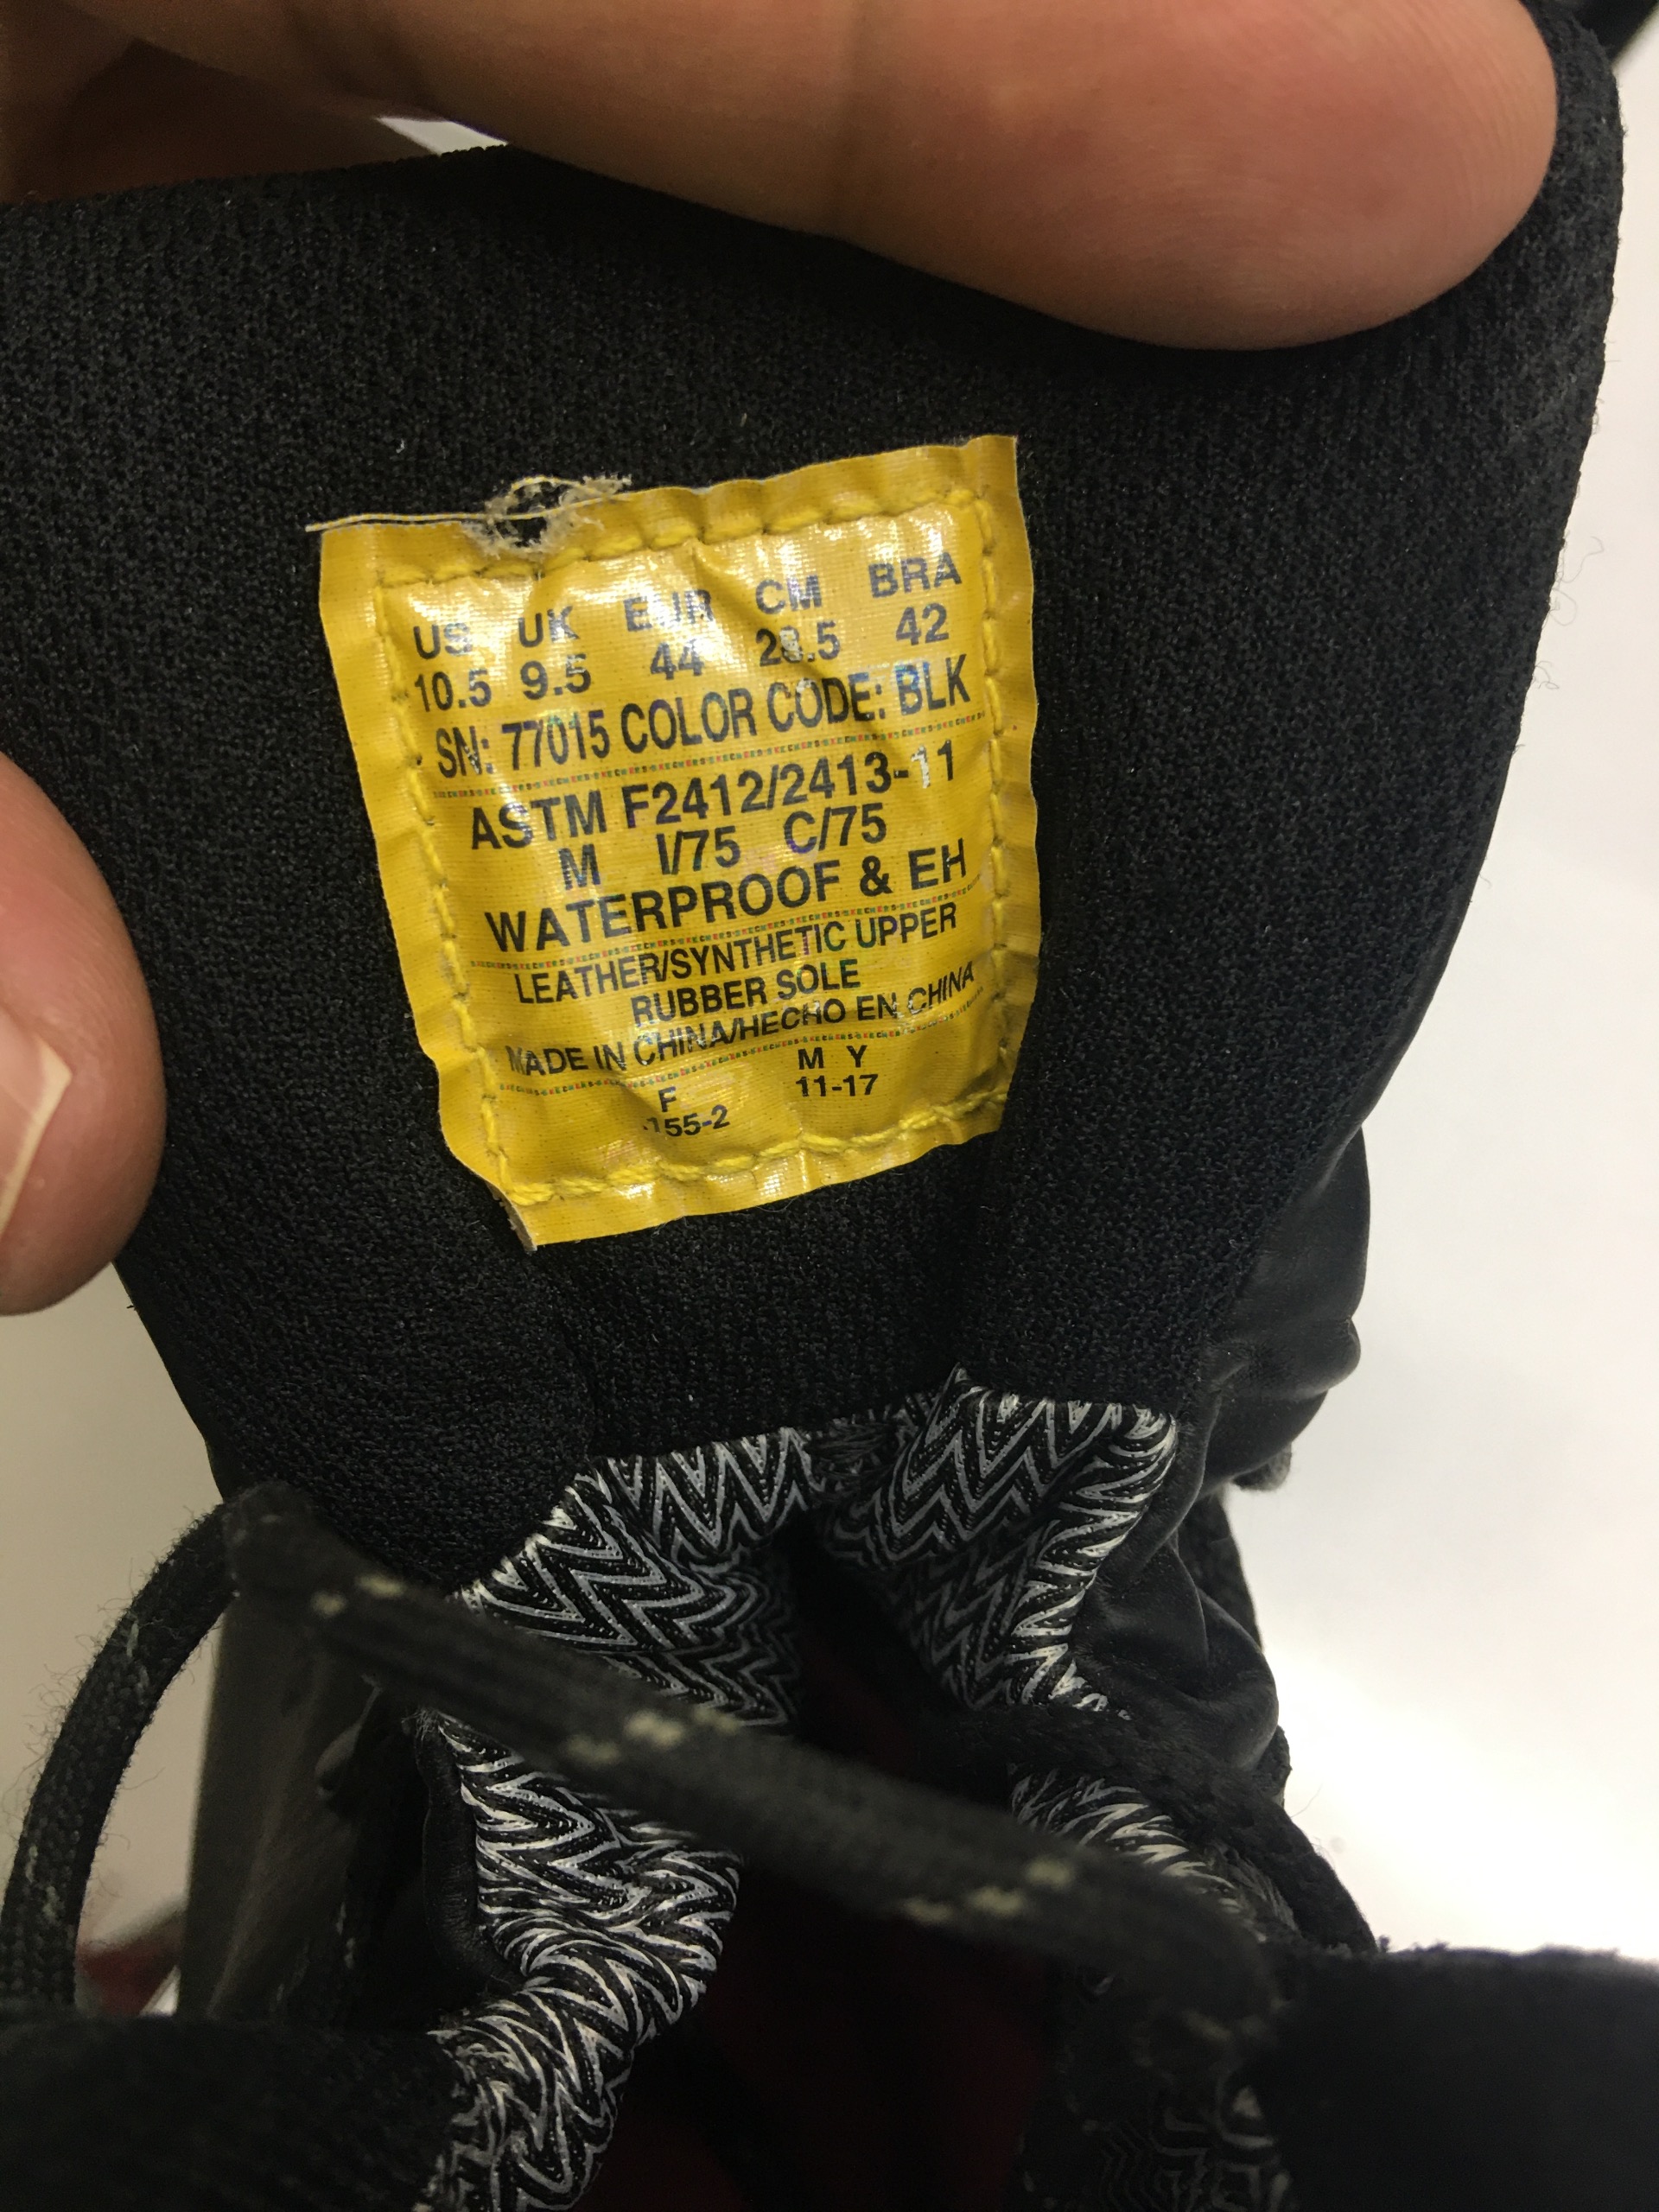 US UK EUR CM BRA
10.5 9.5 44 28.5 42
SN: 77015 COLOR CODE: BLK
ASTM F2412/2413-11
M I/75 C/75
WATERPROOF & EH
LEATHER/SYNTHETIC UPPER
RUBBER SOLE
MADE IN CHINA/HECHO EN CHINA
F M Y
155-2 11-17